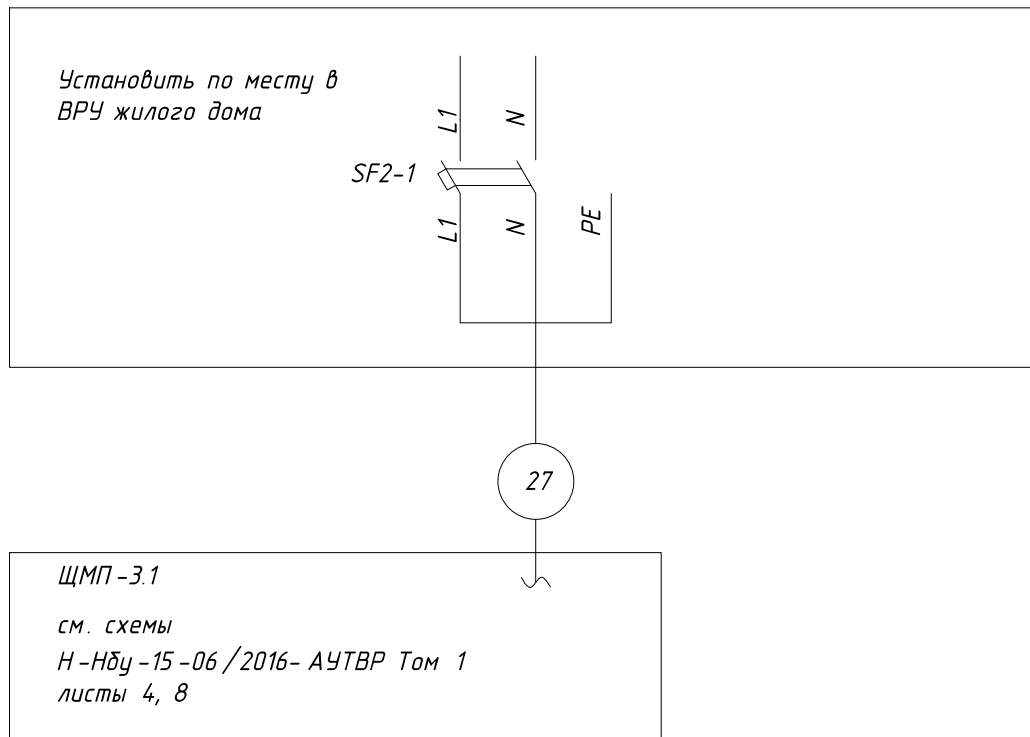 Установить по месту в
ВРУ жилого дома
L1
N
SF2-1
L1
N
PE
27
ЩМП-3.1
см. схемы
Н-Нбу-15-06/2016-АУТВР Том 1
листы 4, 8